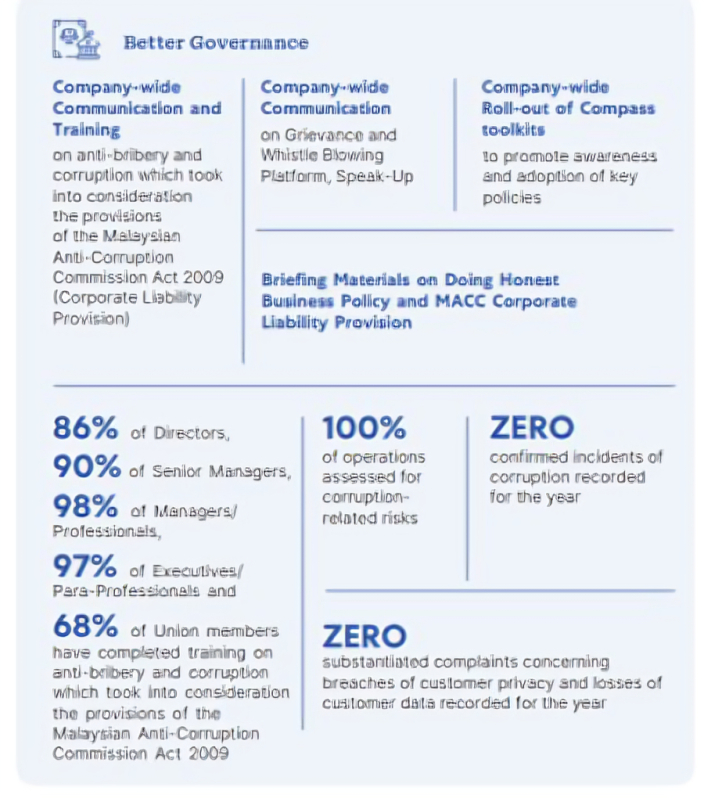 Better Governance
Company-wide
Communication and
Training
on anti-bribery and
corruption which took
into consideration
the provisions
of the Malaysian
Anti-Corruption
Commission Act 2009
(Corporate Liability
Provision)
Company-wide
Communication
on Grievance and
Whistle Blowing
Platform, Speak-Up
Company-wide
Roll-out of Compass
toolkits
to promote awareness
and adoption of key
policies
Briefing Materials on Doing Honest
Business Policy and MACC Corporate
Liability Provision
86% of Directors,
90% of Senior Managers,
98% of Managers/
Professionals,
97% of Executives/
Para-Professionals and
68% of Union members
have completed training on
anti-bribery and corruption
which took into consideration
the provisions of the
Malaysian Anti-Corruption
Commission Act 2009
100%
of operations
assessed for
corruption-
related risks
ZERO
confirmed incidents of
corruption recorded
for the year
ZERO
substantiated complaints concerning
breaches of customer privacy and losses of
customer data recorded for the year